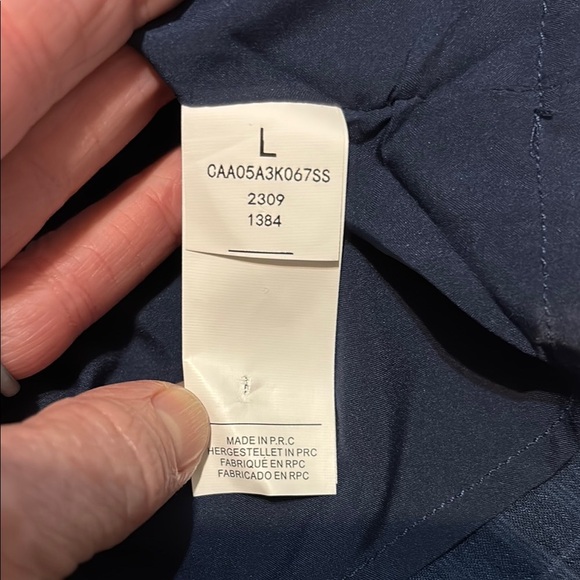 L
CAA05A3K067SS
2309
1384
MADE IN P.R.C
HERGESTELLET IN PRC
FABRIQUÉ EN RPC
FABRICADO EN RPC